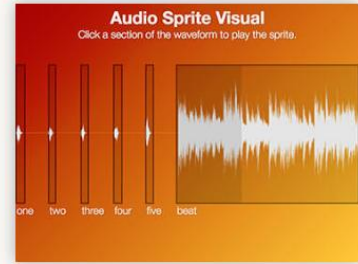 Audio Sprite Visual
Click a section of the waveform to play the sprite.
one two three four five beat